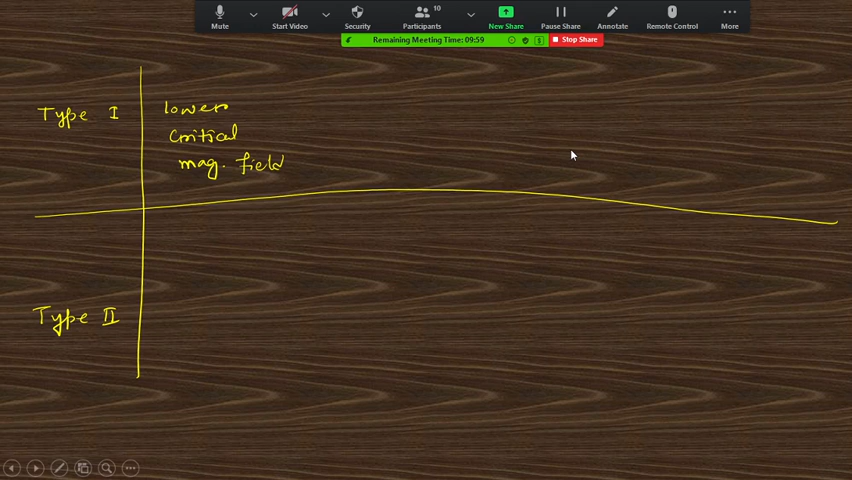 Mute
Start Video
Security
10
Participants
New Share
Pause Share
Annotate
Remote Control
More
Remaining Meeting Time: 09:59
Stop Share
Type I
lower
critical
mag. field
Type II